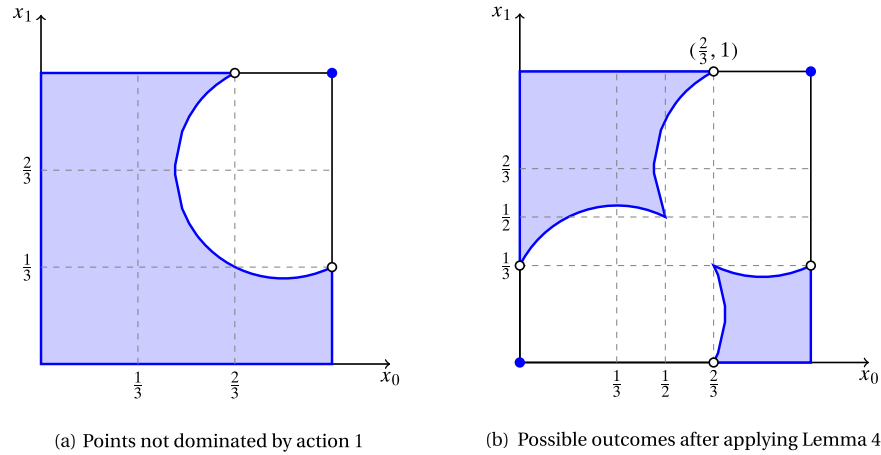 x₁
2/3
1/3
1/3
2/3
x₀
(a) Points not dominated by action 1
x₁
(2/3, 1)
2/3
1/2
1/3
1/3
1/2
2/3
x₀
(b) Possible outcomes after applying Lemma 4